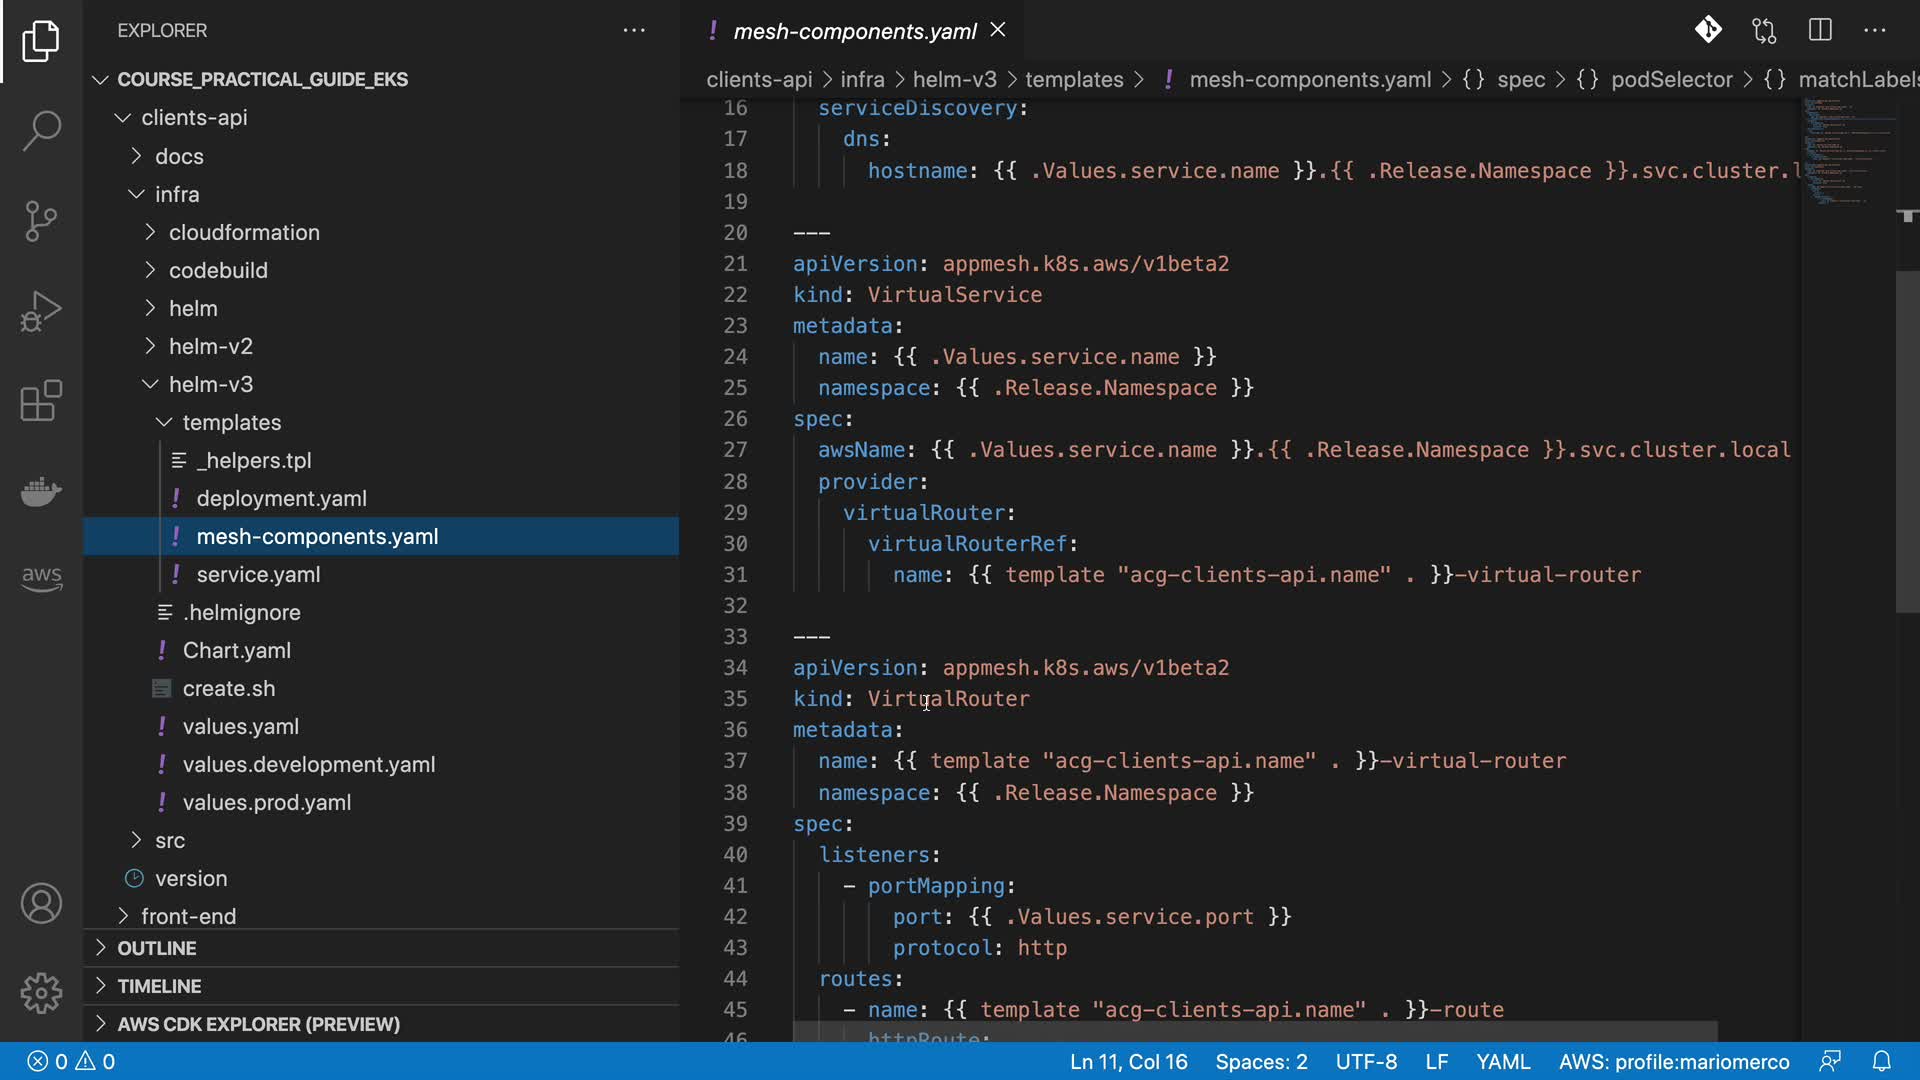 EXPLORER
COURSE_PRACTICAL_GUIDE_EKS
clients-api
docs
infra
cloudformation
codebuild
helm
helm-v2
helm-v3
templates
_helpers.tpl
! deployment.yaml
! mesh-components.yaml
! service.yaml
.helmignore
! Chart.yaml
create.sh
! values.yaml
! values.development.yaml
! values.prod.yaml
src
version
front-end
OUTLINE
TIMELINE
AWS CDK EXPLORER (PREVIEW)
aws
! mesh-components.yaml
clients-api > infra > helm-v3 > templates > ! mesh-components.yaml > {} spec > {} podSelector > {} matchLabels
16 serviceDiscovery:
17 dns:
18 hostname: {{ .Values.service.name }}.{{ .Release.Namespace }}.svc.cluster.l
19
20 ---
21 apiVersion: appmesh.k8s.aws/v1beta2
22 kind: VirtualService
23 metadata:
24 name: {{ .Values.service.name }}
25 namespace: {{ .Release.Namespace }}
26 spec:
27 awsName: {{ .Values.service.name }}.{{ .Release.Namespace }}.svc.cluster.local
28 provider:
29 virtualRouter:
30 virtualRouterRef:
31 name: {{ template "acg-clients-api.name" . }}-virtual-router
32
33 ---
34 apiVersion: appmesh.k8s.aws/v1beta2
35 kind: VirtualRouter
36 metadata:
37 name: {{ template "acg-clients-api.name" . }}-virtual-router
38 namespace: {{ .Release.Namespace }}
39 spec:
40 listeners:
41 - portMapping:
42 port: {{ .Values.service.port }}
43 protocol: http
44 routes:
45 - name: {{ template "acg-clients-api.name" . }}-route
46 httpRoute:
0 0
Ln 11, Col 16 Spaces: 2 UTF-8 LF YAML AWS: profile:mariomerco